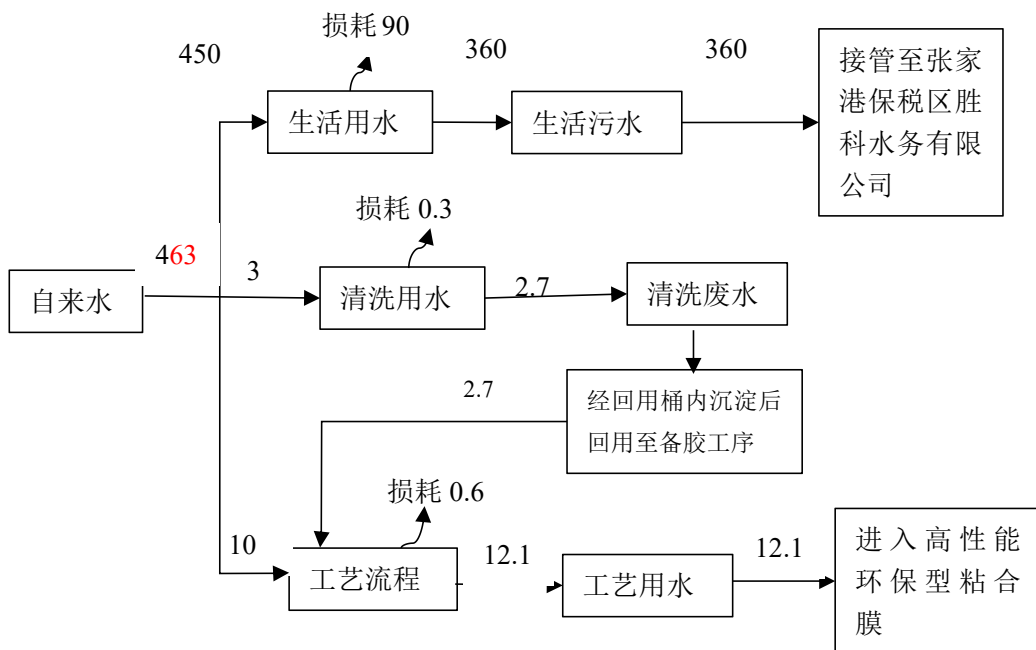 损耗 90
450
360
360
生活用水
生活污水
接管至张家
港保税区胜
科水务有限
公司
损耗 0.3
463
3
2.7
自来水
清洗用水
清洗废水
2.7
经回用桶内沉淀后
回用至备胶工序
损耗 0.6
10
12.1
12.1
工艺流程
工艺用水
进入高性能
环保型粘合
膜